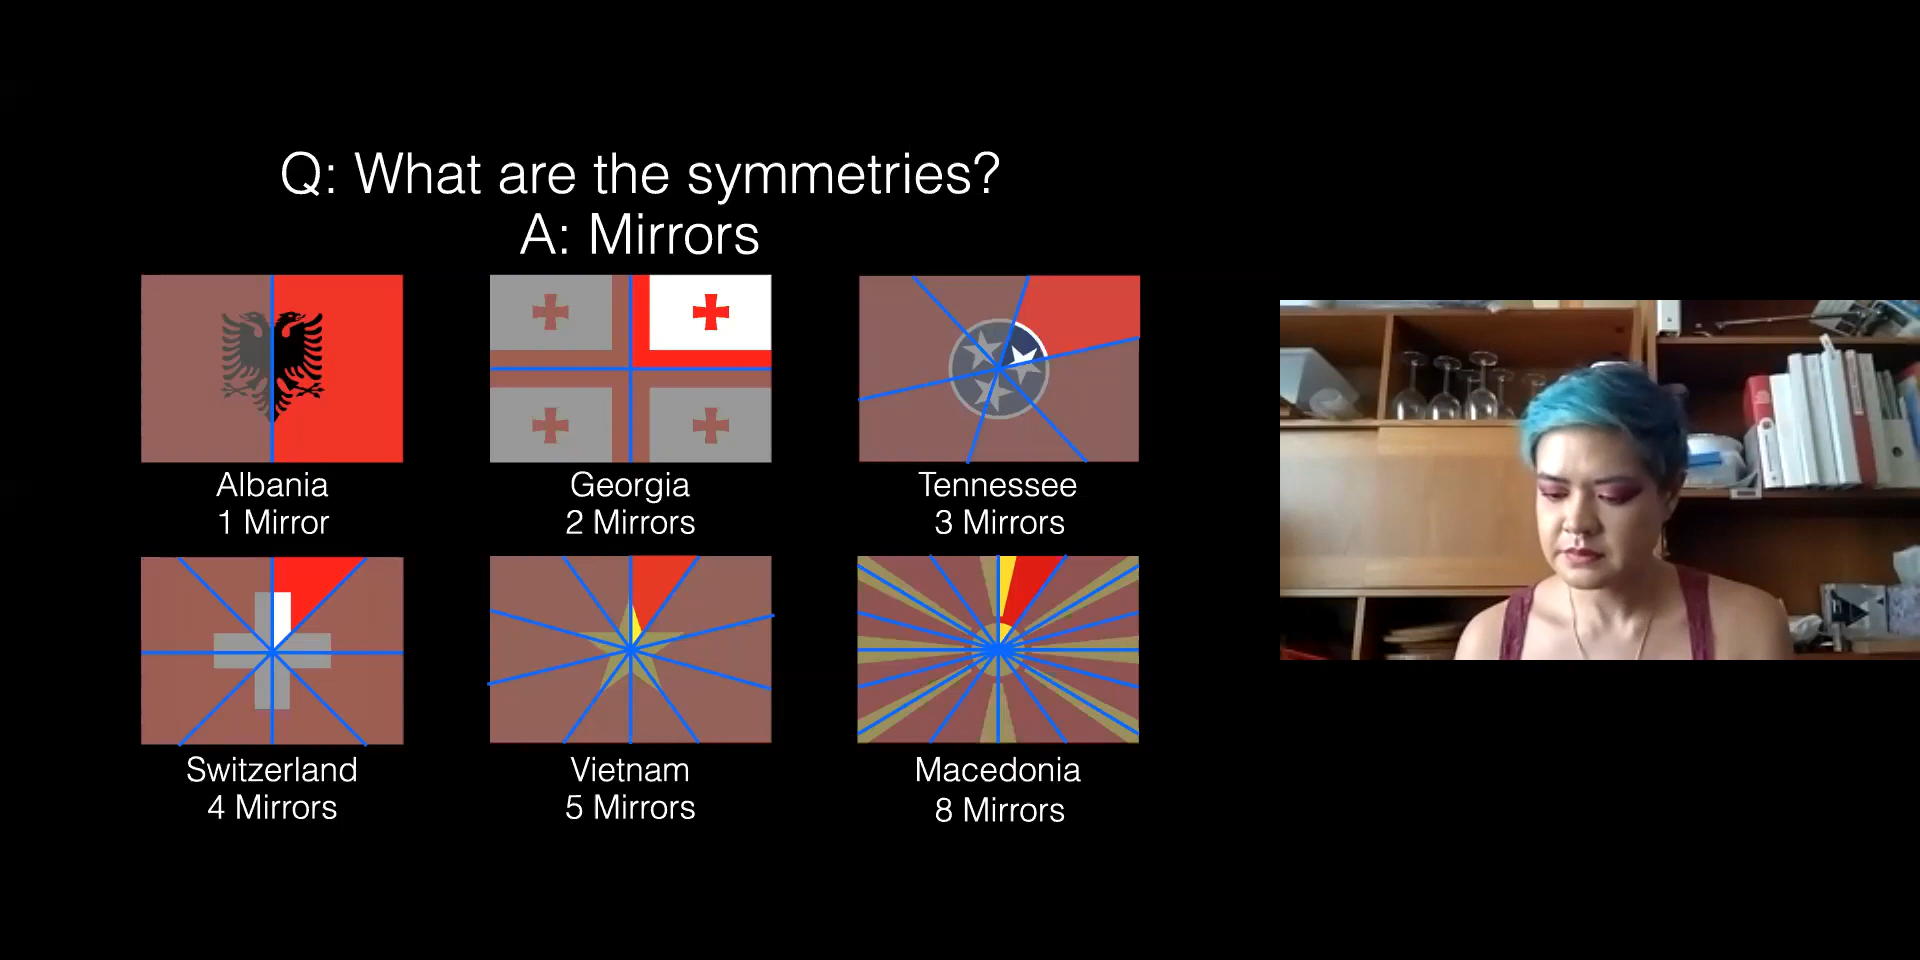 Q: What are the symmetries?
A: Mirrors
Albania
1 Mirror
Georgia
2 Mirrors
Tennessee
3 Mirrors
Switzerland
4 Mirrors
Vietnam
5 Mirrors
Macedonia
8 Mirrors